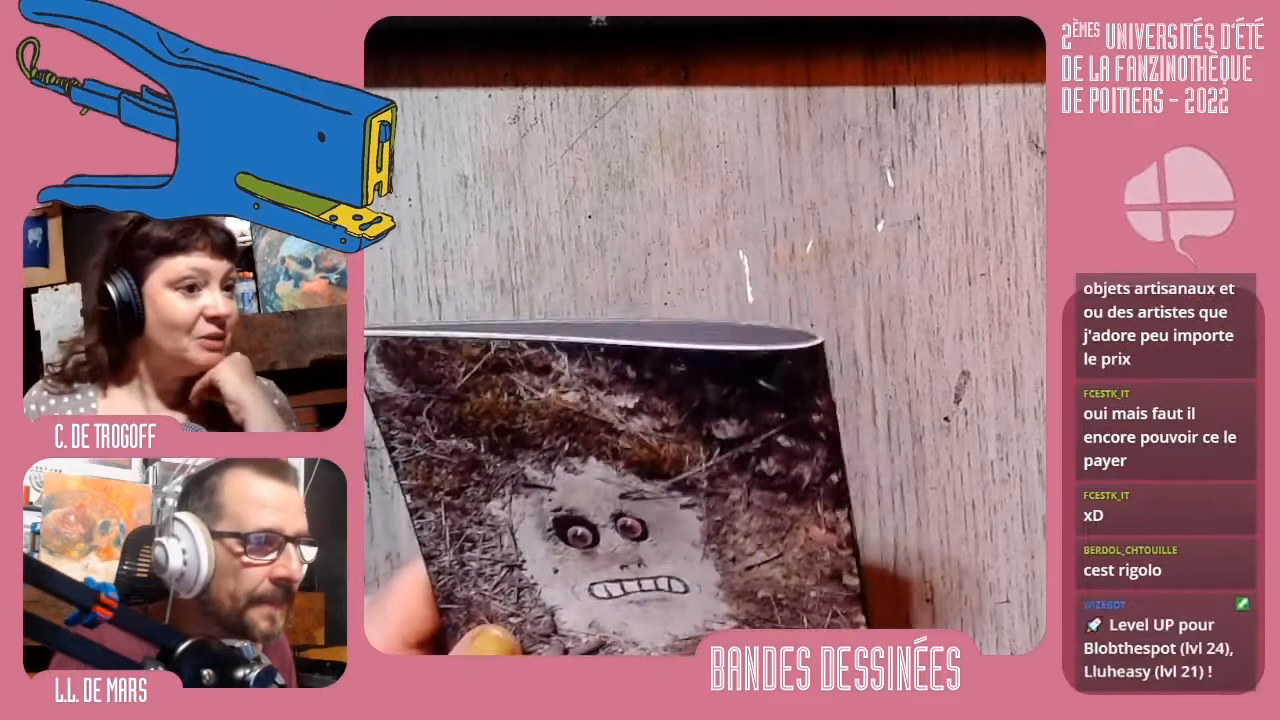 2ÈMES UNIVERSITÉS D'ÉTÉ
DE LA FANZINOTHÈQUE
DE POITIERS - 2022
C. DE TROGOFF
L.L. DE MARS
BANDES DESSINÉES
objets artisanaux et
ou des artistes que
j'adore peu importe
le prix
FCESTK_IT
oui mais faut il
encore pouvoir ce le
payer
FCESTK_IT
xD
BERDOL_CHTOUILLE
cest rigolo
WIZEBOT
🚀 Level UP pour
Blobthespot (lvl 24),
Lluheasy (lvl 21) !